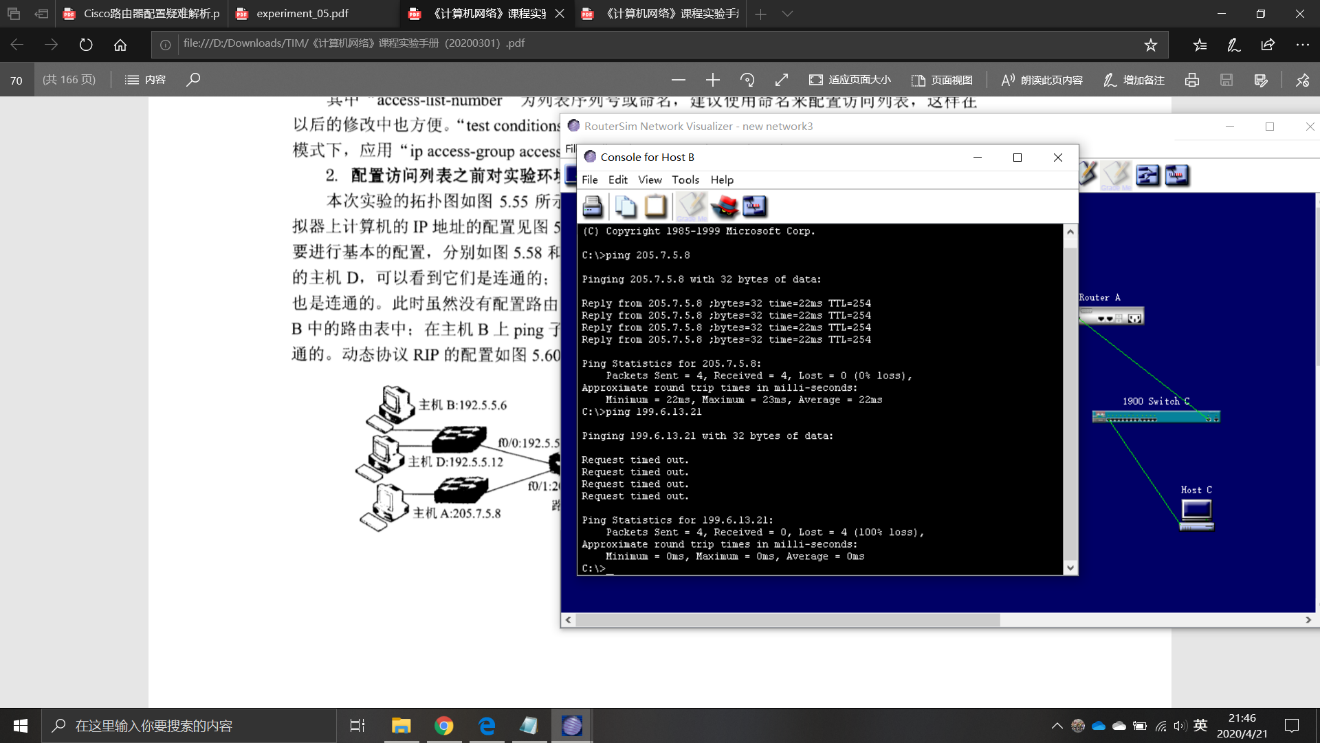 Cisco路由器配置疑难解析.p
experiment_05.pdf
《计算机网络》课程实
《计算机网络》课程实验手
file:///D:/Downloads/TIM/《计算机网络》课程实验手册（20200301）.pdf
70 (共 166 页) 内容 适应页面大小 页面视图 朗读此页内容 增加备注
其中“access-list-number”为列表序列号或命名，建议使用命名来配置访问列表，这样在
以后的修改中也方便。“test conditions
模式下，应用“ip access-group access
2. 配置访问列表之前对实验环
本次实验的拓扑图如图 5.55 所
拟器上计算机的 IP 地址的配置见图 5
要进行基本的配置，分别如图 5.58 和
的主机 D，可以看到它们是连通的；
也是连通的。此时虽然没有配置路由
B 中的路由表中；在主机 B 上 ping
通的。动态协议 RIP 的配置如图 5.60
主机 B:192.5.5.6
f0/0:192.5.5
主机 D:192.5.5.12
f0/1:2
主机 A:205.7.5.8
RouterSim Network Visualizer - new network3
Console for Host B
File Edit View Tools Help
(C) Copyright 1985-1999 Microsoft Corp.
C:\>ping 205.7.5.8
Pinging 205.7.5.8 with 32 bytes of data:
Reply from 205.7.5.8 ;bytes=32 time=22ms TTL=254
Reply from 205.7.5.8 ;bytes=32 time=22ms TTL=254
Reply from 205.7.5.8 ;bytes=32 time=22ms TTL=254
Reply from 205.7.5.8 ;bytes=32 time=22ms TTL=254
Ping Statistics for 205.7.5.8:
Packets Sent = 4, Received = 4, Lost = 0 (0% loss),
Approximate round trip times in milli-seconds:
Minimum = 22ms, Maximum = 23ms, Average = 22ms
C:\>ping 199.6.13.21
Pinging 199.6.13.21 with 32 bytes of data:
Request timed out.
Request timed out.
Request timed out.
Request timed out.
Ping Statistics for 199.6.13.21:
Packets Sent = 4, Received = 0, Lost = 4 (100% loss),
Approximate round trip times in milli-seconds:
Minimum = 0ms, Maximum = 0ms, Average = 0ms
C:\>_
Router A
1900 Switch C
Host C
在这里输入你要搜索的内容
英
21:46
2020/4/21